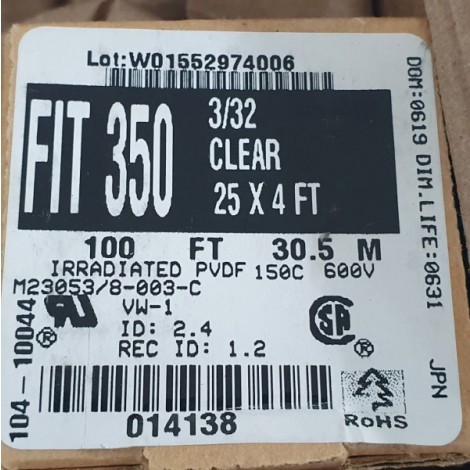 Lot:W01552974006
FIT 350
3/32
CLEAR
25 X 4 FT
100 FT 30.5 M
IRRADIATED PVDF 150C 600V
M23053/8-003-C
VW-1
ID: 2.4
REC ID: 1.2
014138
104-10044
DOM:0619 DIM.LIFE:0631
JPN
RoHS